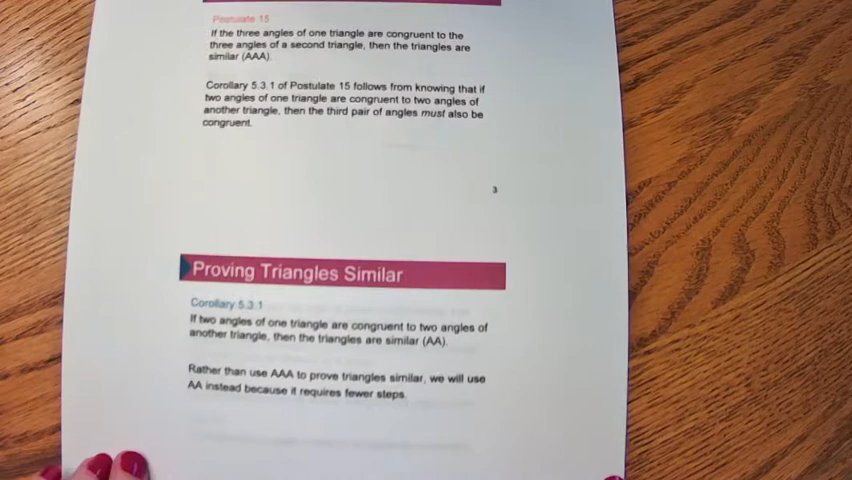 Postulate 15
If the three angles of one triangle are congruent to the
three angles of a second triangle, then the triangles are
similar (AAA).
Corollary 5.3.1 of Postulate 15 follows from knowing that if
two angles of one triangle are congruent to two angles of
another triangle, then the third pair of angles must also be
congruent.
3
Proving Triangles Similar
Corollary 5.3.1
If two angles of one triangle are congruent to two angles of
another triangle, then the triangles are similar (AA).
Rather than use AAA to prove triangles similar, we will use
AA instead because it requires fewer steps.